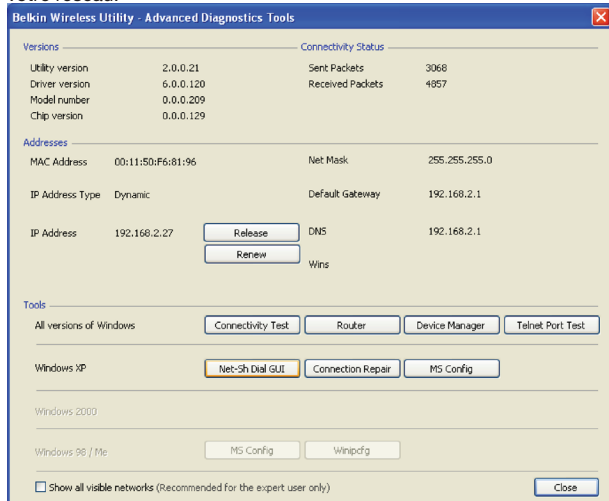 Belkin Wireless Utility - Advanced Diagnostics Tools
Versions
Connectivity Status
Utility version 2.0.0.21 Sent Packets 3068
Driver version 6.0.0.120 Received Packets 4857
Model number 0.0.0.209
Chip version 0.0.0.129
Addresses
MAC Address 00:11:50:F6:81:96 Net Mask 255.255.255.0
IP Address Type Dynamic Default Gateway 192.168.2.1
IP Address 192.168.2.27 Release DNS 192.168.2.1
Renew
Wins
Tools
All versions of Windows Connectivity Test Router Device Manager Telnet Port Test
Windows XP Net-Sh Dial GUI Connection Repair MS Config
Windows 2000
Windows 98 / Me MS Config Winipcfg
Show all visible networks (Recommended for the expert user only) Close